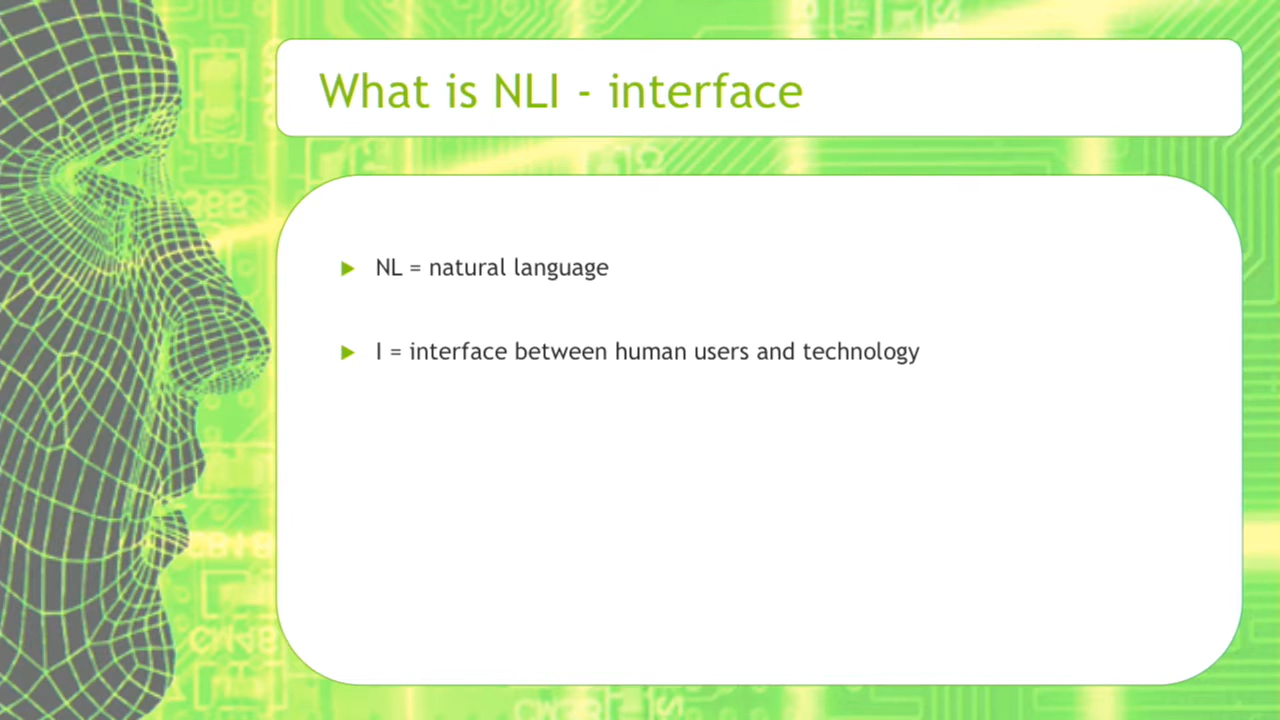 What is NLI - interface
NL = natural language
I = interface between human users and technology